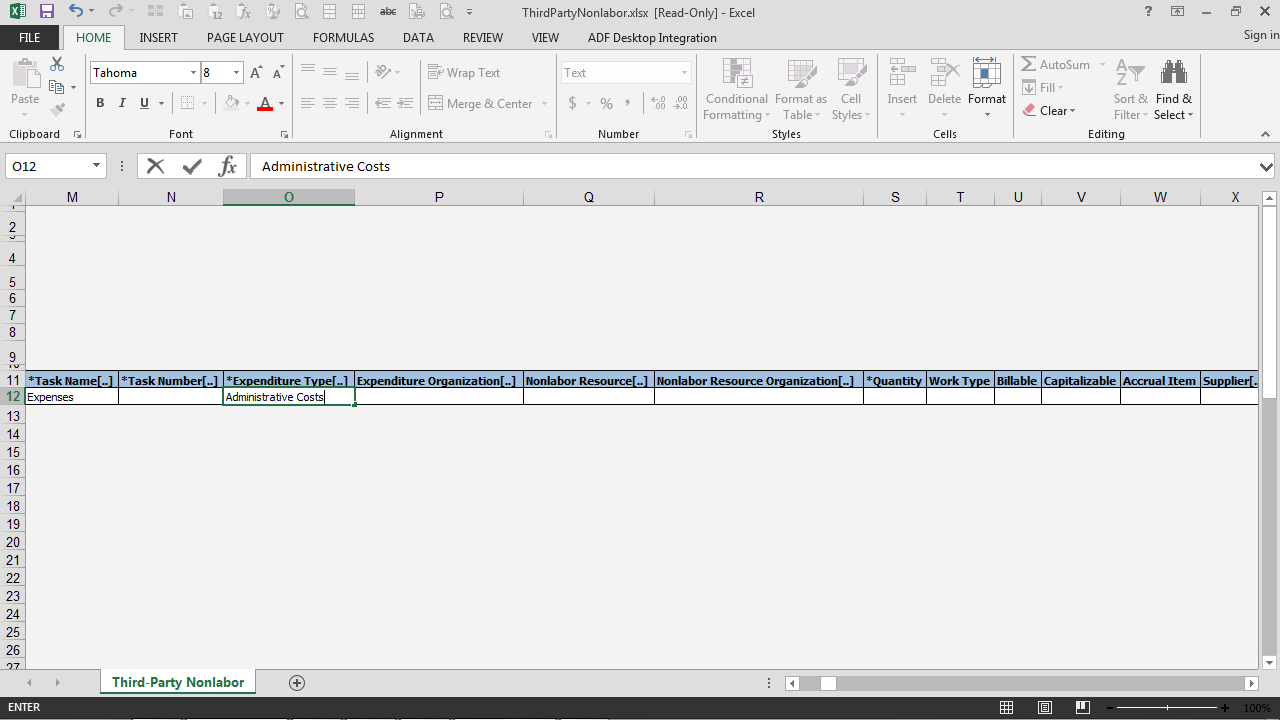 ThirdPartyNonlabor.xlsx [Read-Only] - Excel
FILE HOME INSERT PAGE LAYOUT FORMULAS DATA REVIEW VIEW ADF Desktop Integration Sign in
Tahoma 8 Wrap Text Text AutoSum
Paste Conditional Format as Cell Insert Delete Format Fill Sort & Find &
B I U Merge & Center $ % , Formatting Table Styles Clear Filter Select
Clipboard Font Alignment Number Styles Cells Editing
O12 fx Administrative Costs
M N O P Q R S T U V W X
1
2
3
4
5
6
7
8
9
10
11 *Task Name[..] *Task Number[..] *Expenditure Type[..] Expenditure Organization[..] Nonlabor Resource[..] Nonlabor Resource Organization[..] *Quantity Work Type Billable Capitalizable Accrual Item Supplier[..
12 Expenses Administrative Costs
13
14
15
16
17
18
19
20
21
22
23
24
25
26
27
Third-Party Nonlabor
ENTER 100%